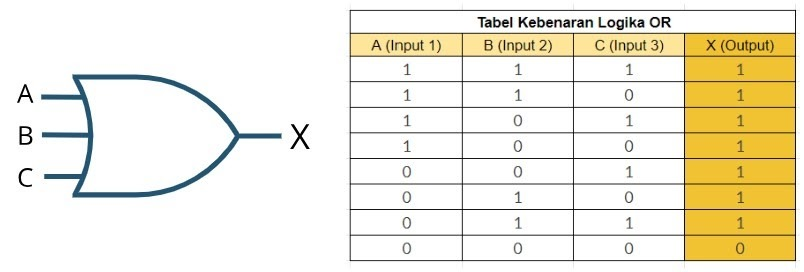 A
B
C
X
Tabel Kebenaran Logika OR
A (Input 1) B (Input 2) C (Input 3) X (Output)
1 1 1 1
1 1 0 1
1 0 1 1
1 0 0 1
0 0 1 1
0 1 0 1
0 1 1 1
0 0 0 0